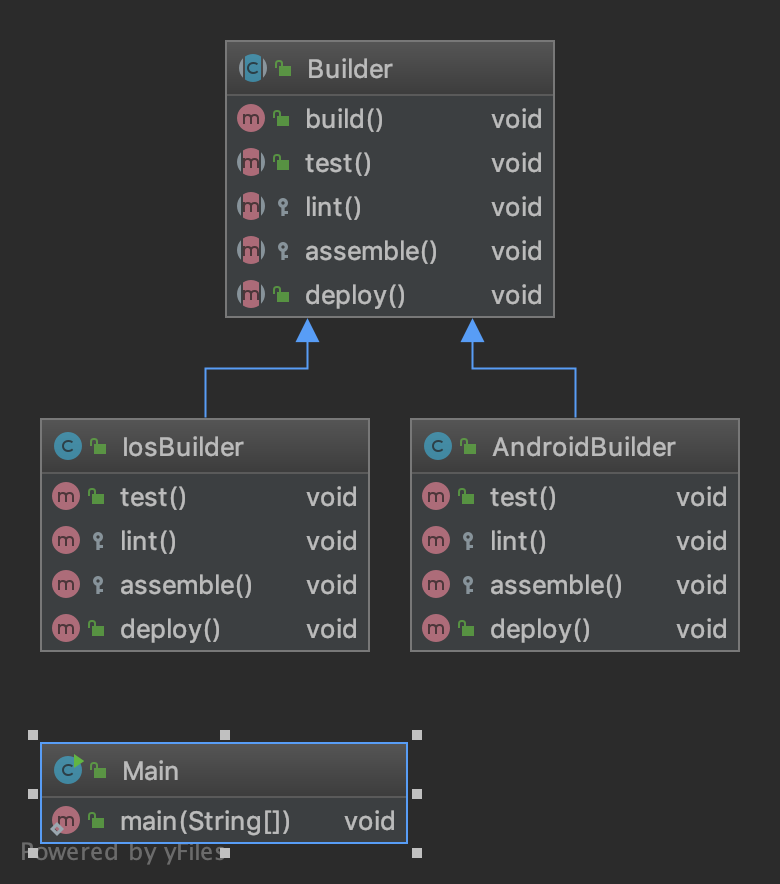 Builder
build() void
test() void
lint() void
assemble() void
deploy() void
IosBuilder
test() void
lint() void
assemble() void
deploy() void
AndroidBuilder
test() void
lint() void
assemble() void
deploy() void
Main
main(String[]) void
Powered by yFiles